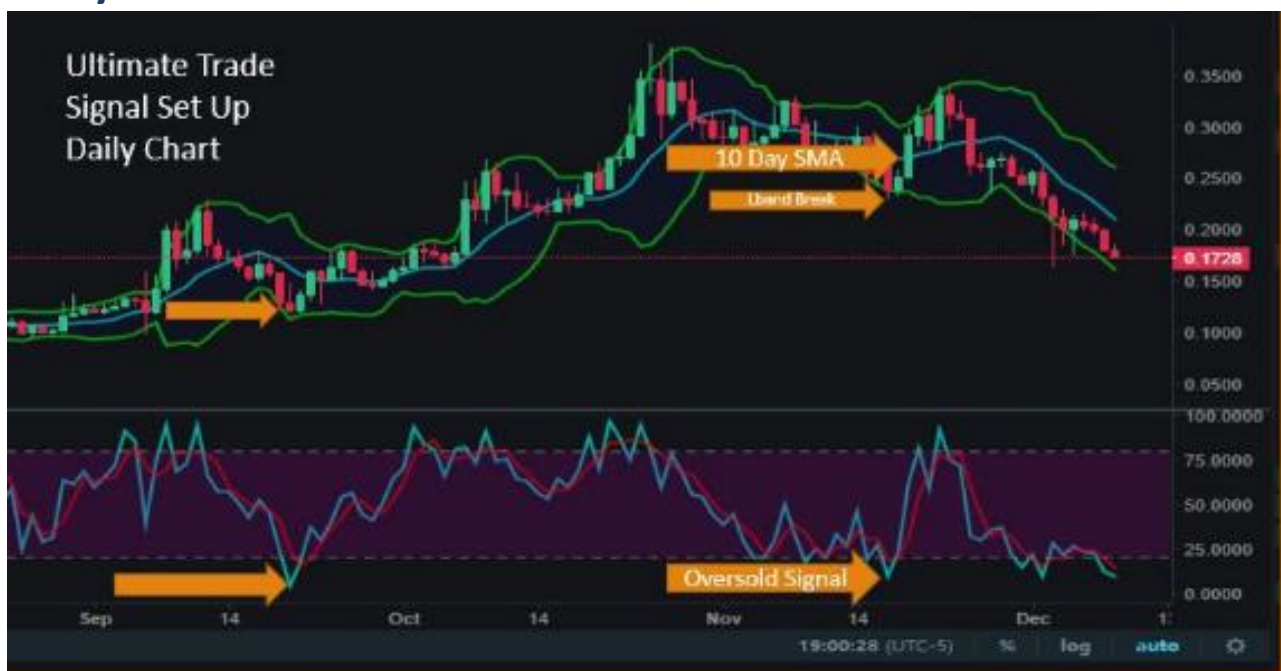 Ultimate Trade
Signal Set Up
Daily Chart
0.3500
0.3000
10 Day SMA
0.2500
Lband Break
0.2000
0.1728
0.1500
0.1000
0.0500
100.0000
75.0000
50.0000
25.0000
Oversold Signal
0.0000
Sep 14 Oct 14 Nov 14 Dec
19:00:28 (UTC-5) % log auto